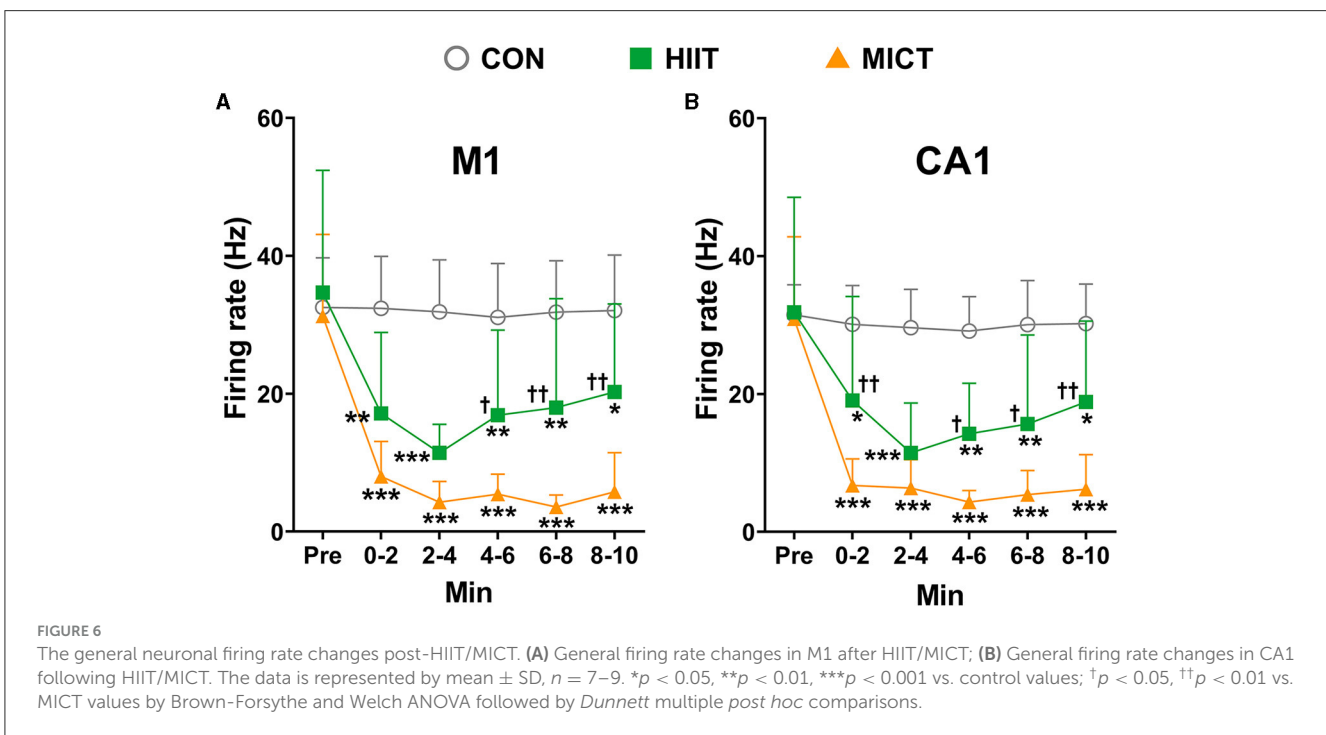 CON HIIT MICT
A B
M1 CA1
Firing rate (Hz)
60
40
20
0
**
***
***
***
†
**
***
††
**
***
††
*
***
Pre 0-2 2-4 4-6 6-8 8-10
Min
Firing rate (Hz)
60
40
20
0
††
*
***
***
***
†
**
***
†
**
***
††
*
***
Pre 0-2 2-4 4-6 6-8 8-10
Min
FIGURE 6
The general neuronal firing rate changes post-HIIT/MICT. (A) General firing rate changes in M1 after HIIT/MICT; (B) General firing rate changes in CA1
following HIIT/MICT. The data is represented by mean ± SD, n = 7–9. *p < 0.05, **p < 0.01, ***p < 0.001 vs. control values; †p < 0.05, ††p < 0.01 vs.
MICT values by Brown-Forsythe and Welch ANOVA followed by Dunnett multiple post hoc comparisons.